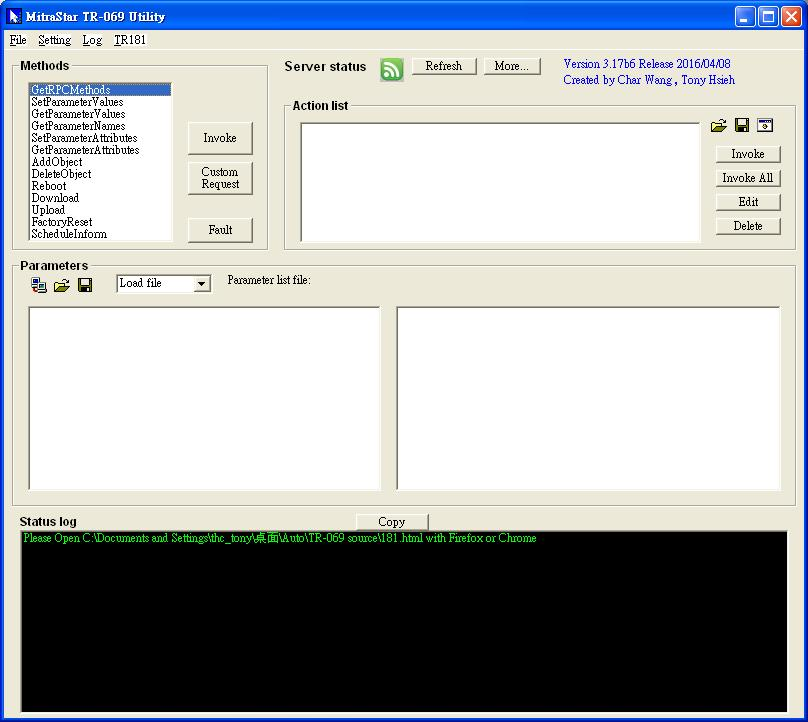 MitraStar TR-069 Utility
File Setting Log TR181
Methods
GetRPCMethods
SetParameterValues
GetParameterValues
GetParameterNames
SetParameterAttributes
GetParameterAttributes
AddObject
DeleteObject
Reboot
Download
Upload
FactoryReset
ScheduleInform
Invoke
Custom
Request
Fault
Server status
Refresh
More...
Version 3.17b6 Release 2016/04/08
Created by Char Wang , Tony Hsieh
Action list
Invoke
Invoke All
Edit
Delete
Parameters
Load file
Parameter list file:
Status log
Copy
Please Open C:\Documents and Settings\thc_tony\桌面\Auto\TR-069 source\181.html with Firefox or Chrome